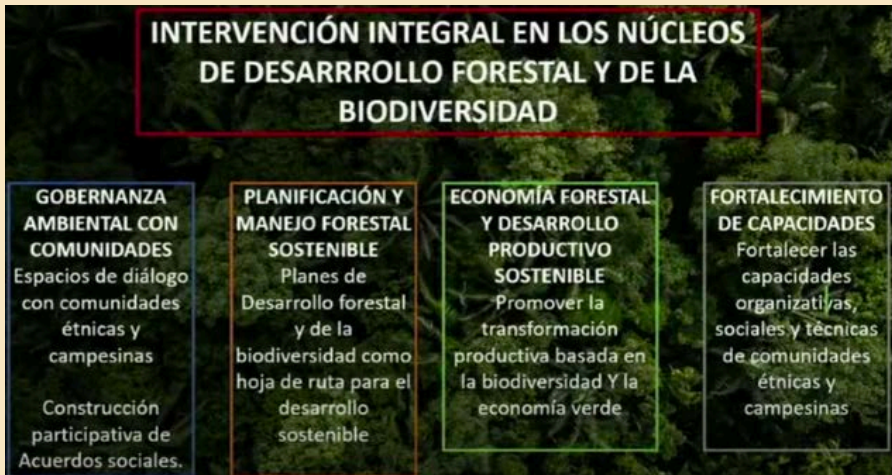 INTERVENCIÓN INTEGRAL EN LOS NÚCLEOS
DE DESARRROLLO FORESTAL Y DE LA
BIODIVERSIDAD
GOBERNANZA
AMBIENTAL CON
COMUNIDADES
Espacios de diálogo
con comunidades
étnicas y
campesinas
Construcción
participativa de
Acuerdos sociales.
PLANIFICACIÓN Y
MANEJO FORESTAL
SOSTENIBLE
Planes de
Desarrollo forestal
y de la
biodiversidad como
hoja de ruta para el
desarrollo
sostenible
ECONOMÍA FORESTAL
Y DESARROLLO
PRODUCTIVO
SOSTENIBLE
Promover la
transformación
productiva basada en
la biodiversidad Y la
economía verde
FORTALECIMIENTO
DE CAPACIDADES
Fortalecer las
capacidades
organizativas,
sociales y técnicas
de comunidades
étnicas y
campesinas